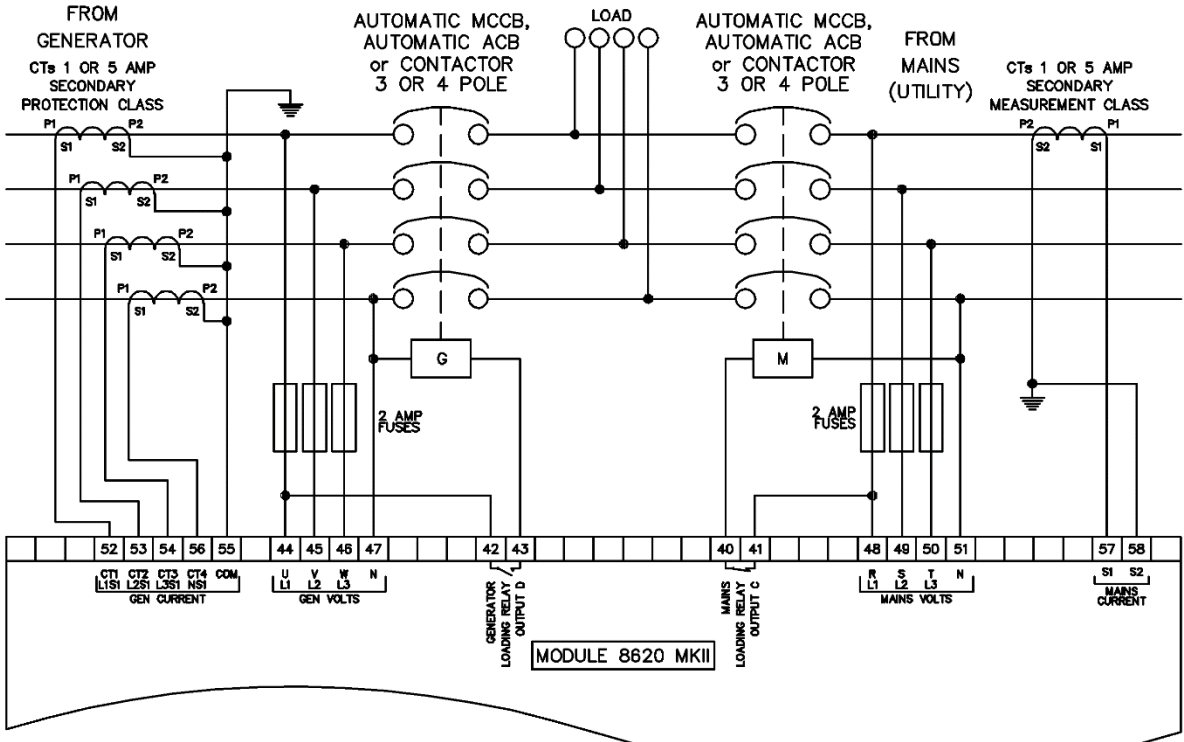 FROM
GENERATOR
CTs 1 OR 5 AMP
SECONDARY
PROTECTION CLASS
AUTOMATIC MCCB,
AUTOMATIC ACB
or CONTACTOR
3 OR 4 POLE
LOAD
AUTOMATIC MCCB,
AUTOMATIC ACB
or CONTACTOR
3 OR 4 POLE
FROM
MAINS
(UTILITY)
CTs 1 OR 5 AMP
SECONDARY
MEASUREMENT CLASS
P1 P2
S1 S2
P2 P1
S2 S1
P1 P2
S1 S2
P1 P2
S1 S2
P1 P2
S1 S2
G
M
2 AMP
FUSES
2 AMP
FUSES
52 53 54 56 55 44 45 46 47 42 43 40 41 48 49 50 51 57 58
CT1 CT2 CT3 CT4 COM
L1S1 L2S1 L3S1 NS1
GEN CURRENT
U V W N
L1 L2 L3
GEN VOLTS
GENERATOR
LOADING RELAY
OUTPUT D
MAINS
LOADING RELAY
OUTPUT C
R S T N
L1 L2 L3
MAINS VOLTS
S1 S2
MAINS
CURRENT
MODULE 8620 MKII